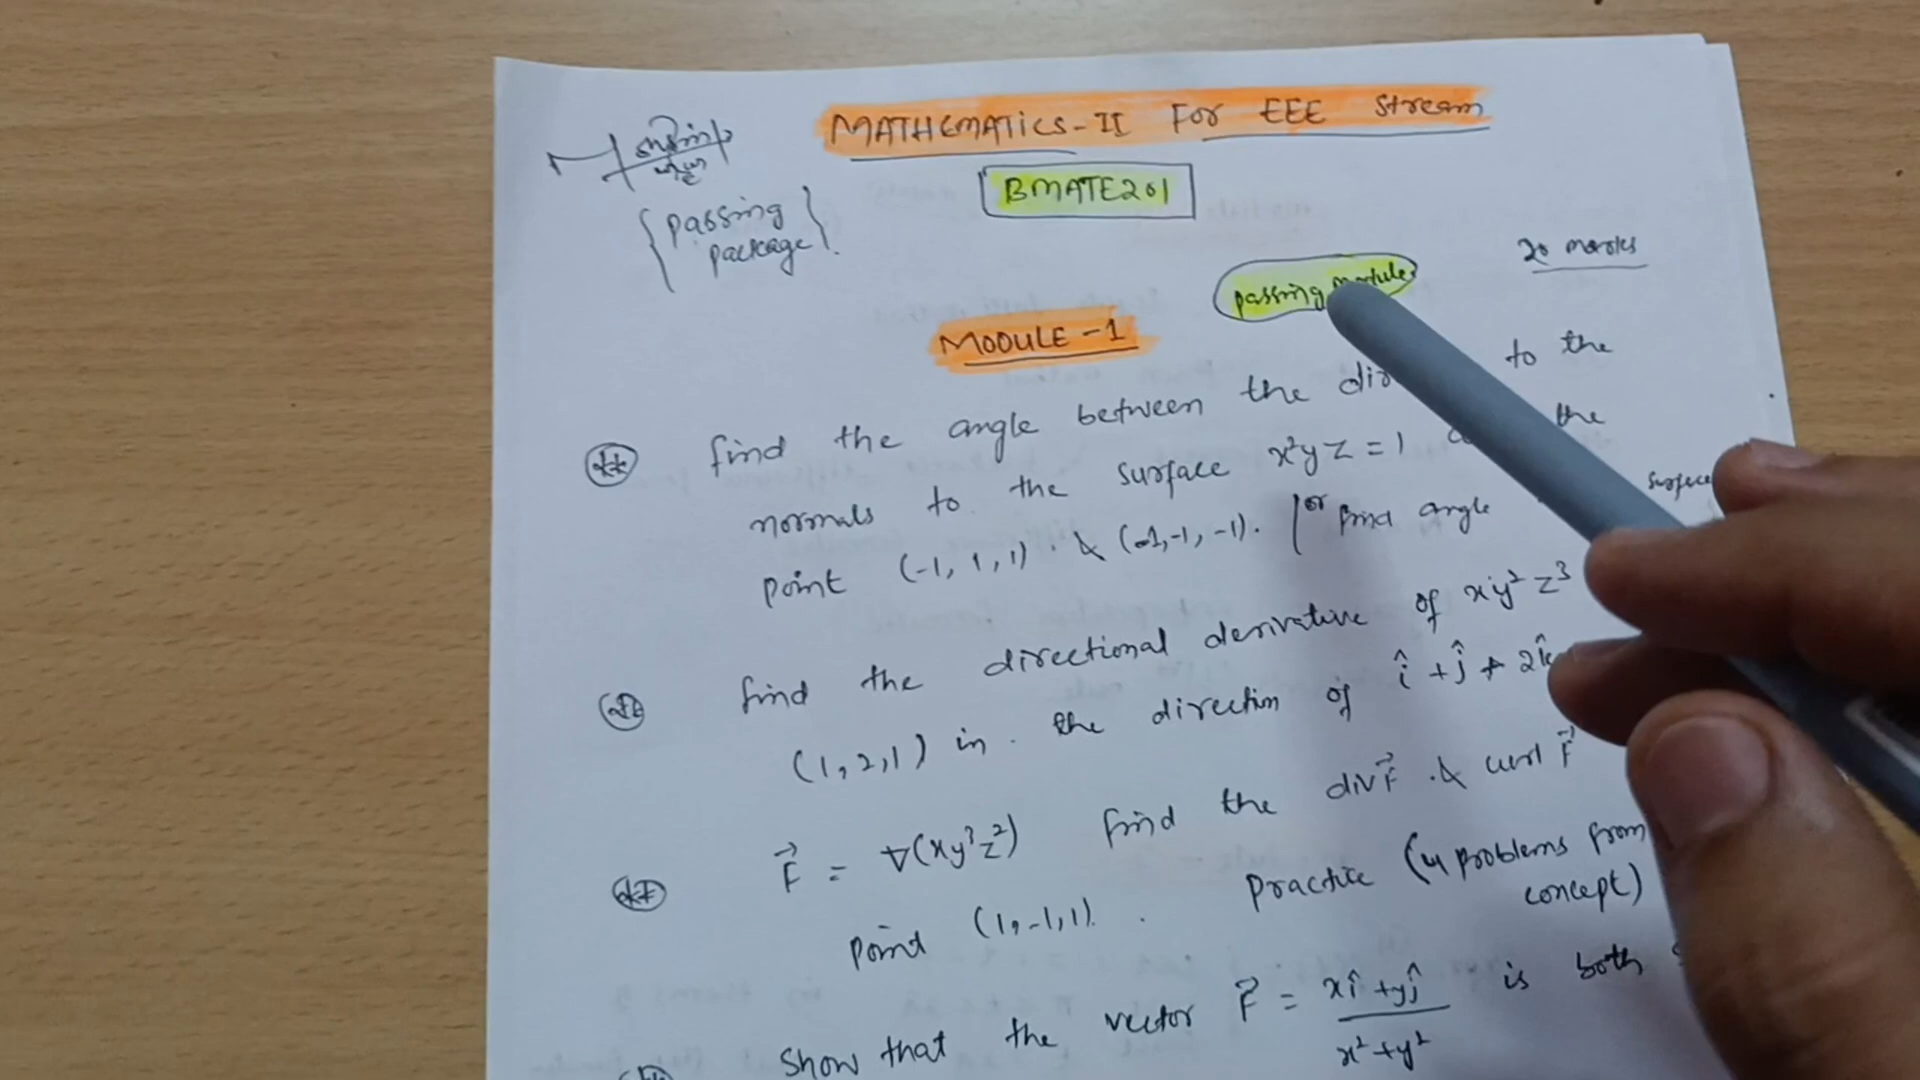 MATHEMATICS-II For EEE Stream
BMATE201
{passing
package}.
passing module
20 marks
MODULE-1
find the angle between the to the
normals to the surface x²yz = 1 the
point (-1, 1, 1) & (-1, -1, -1). or find angle surface
find the directional derivative of xy²z³
(1,2,1) in the direction of î + ĵ + 2k̂
F⃗ = ∇(xy³z²) find the div F⃗ & curl F⃗
point (1,-1,1). Practice (4 problems from
concept)
Show that the vector F⃗ = xî + yĵ / x² + y² is both